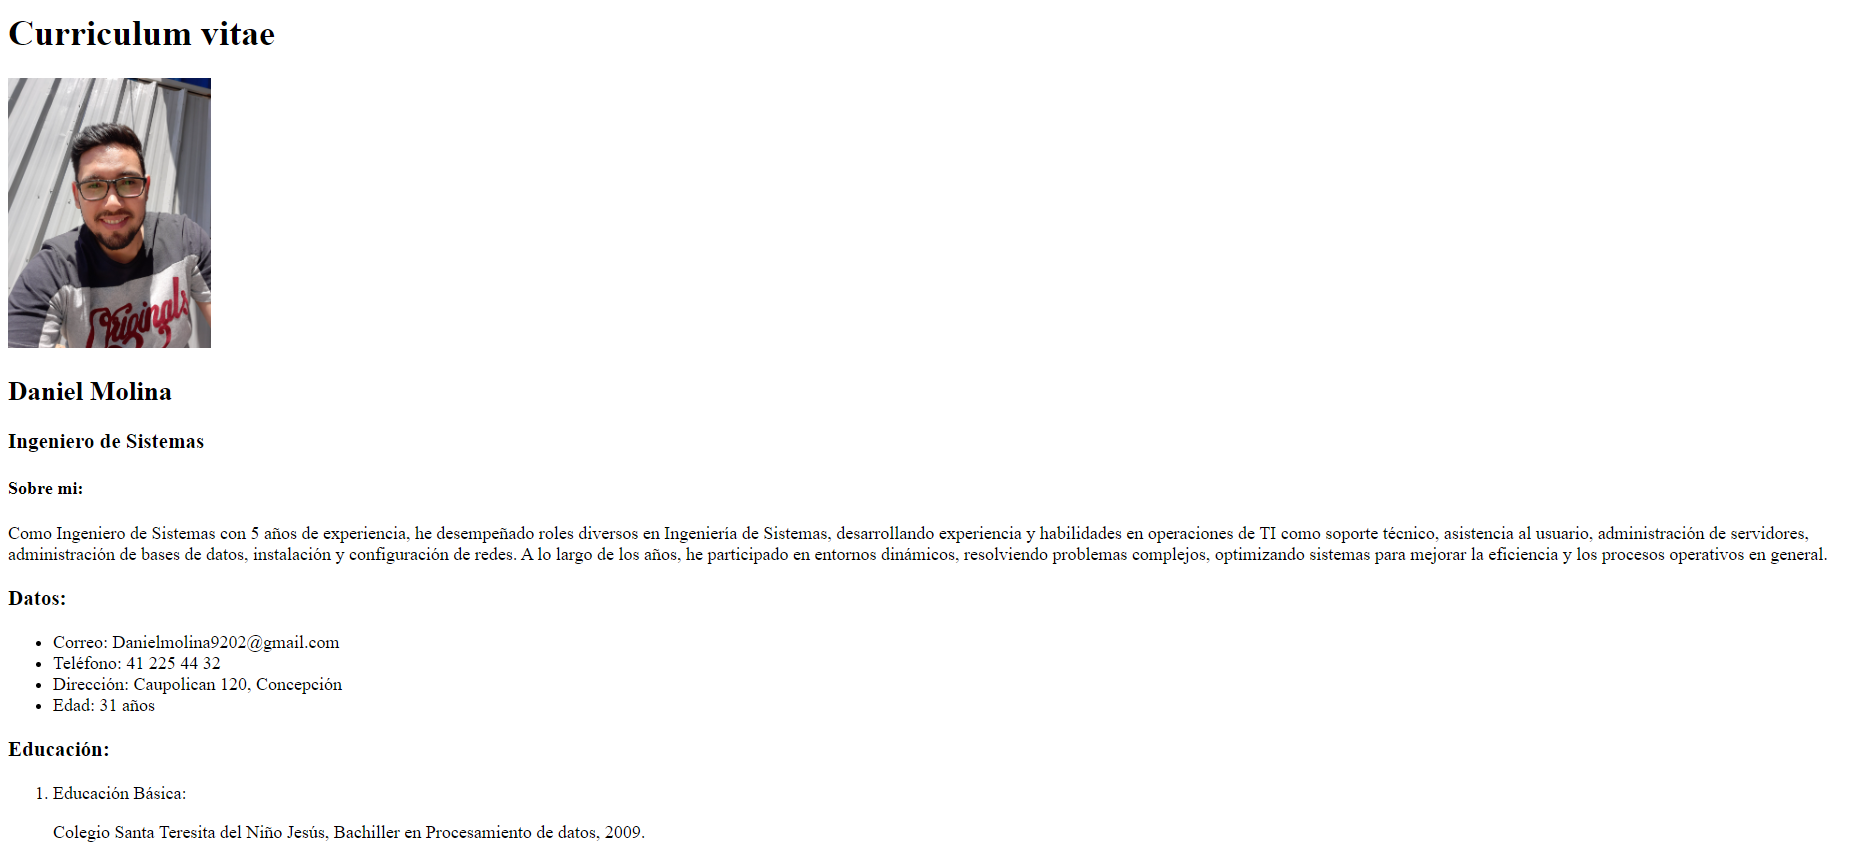 Curriculum vitae
Originals
Daniel Molina
Ingeniero de Sistemas
Sobre mi:
Como Ingeniero de Sistemas con 5 años de experiencia, he desempeñado roles diversos en Ingeniería de Sistemas, desarrollando experiencia y habilidades en operaciones de TI como soporte técnico, asistencia al usuario, administración de servidores,
administración de bases de datos, instalación y configuración de redes. A lo largo de los años, he participado en entornos dinámicos, resolviendo problemas complejos, optimizando sistemas para mejorar la eficiencia y los procesos operativos en general.
Datos:
• Correo: Danielmolina9202@gmail.com
• Teléfono: 41 225 44 32
• Dirección: Caupolican 120, Concepción
• Edad: 31 años
Educación:
1. Educación Básica:
Colegio Santa Teresita del Niño Jesús, Bachiller en Procesamiento de datos, 2009.